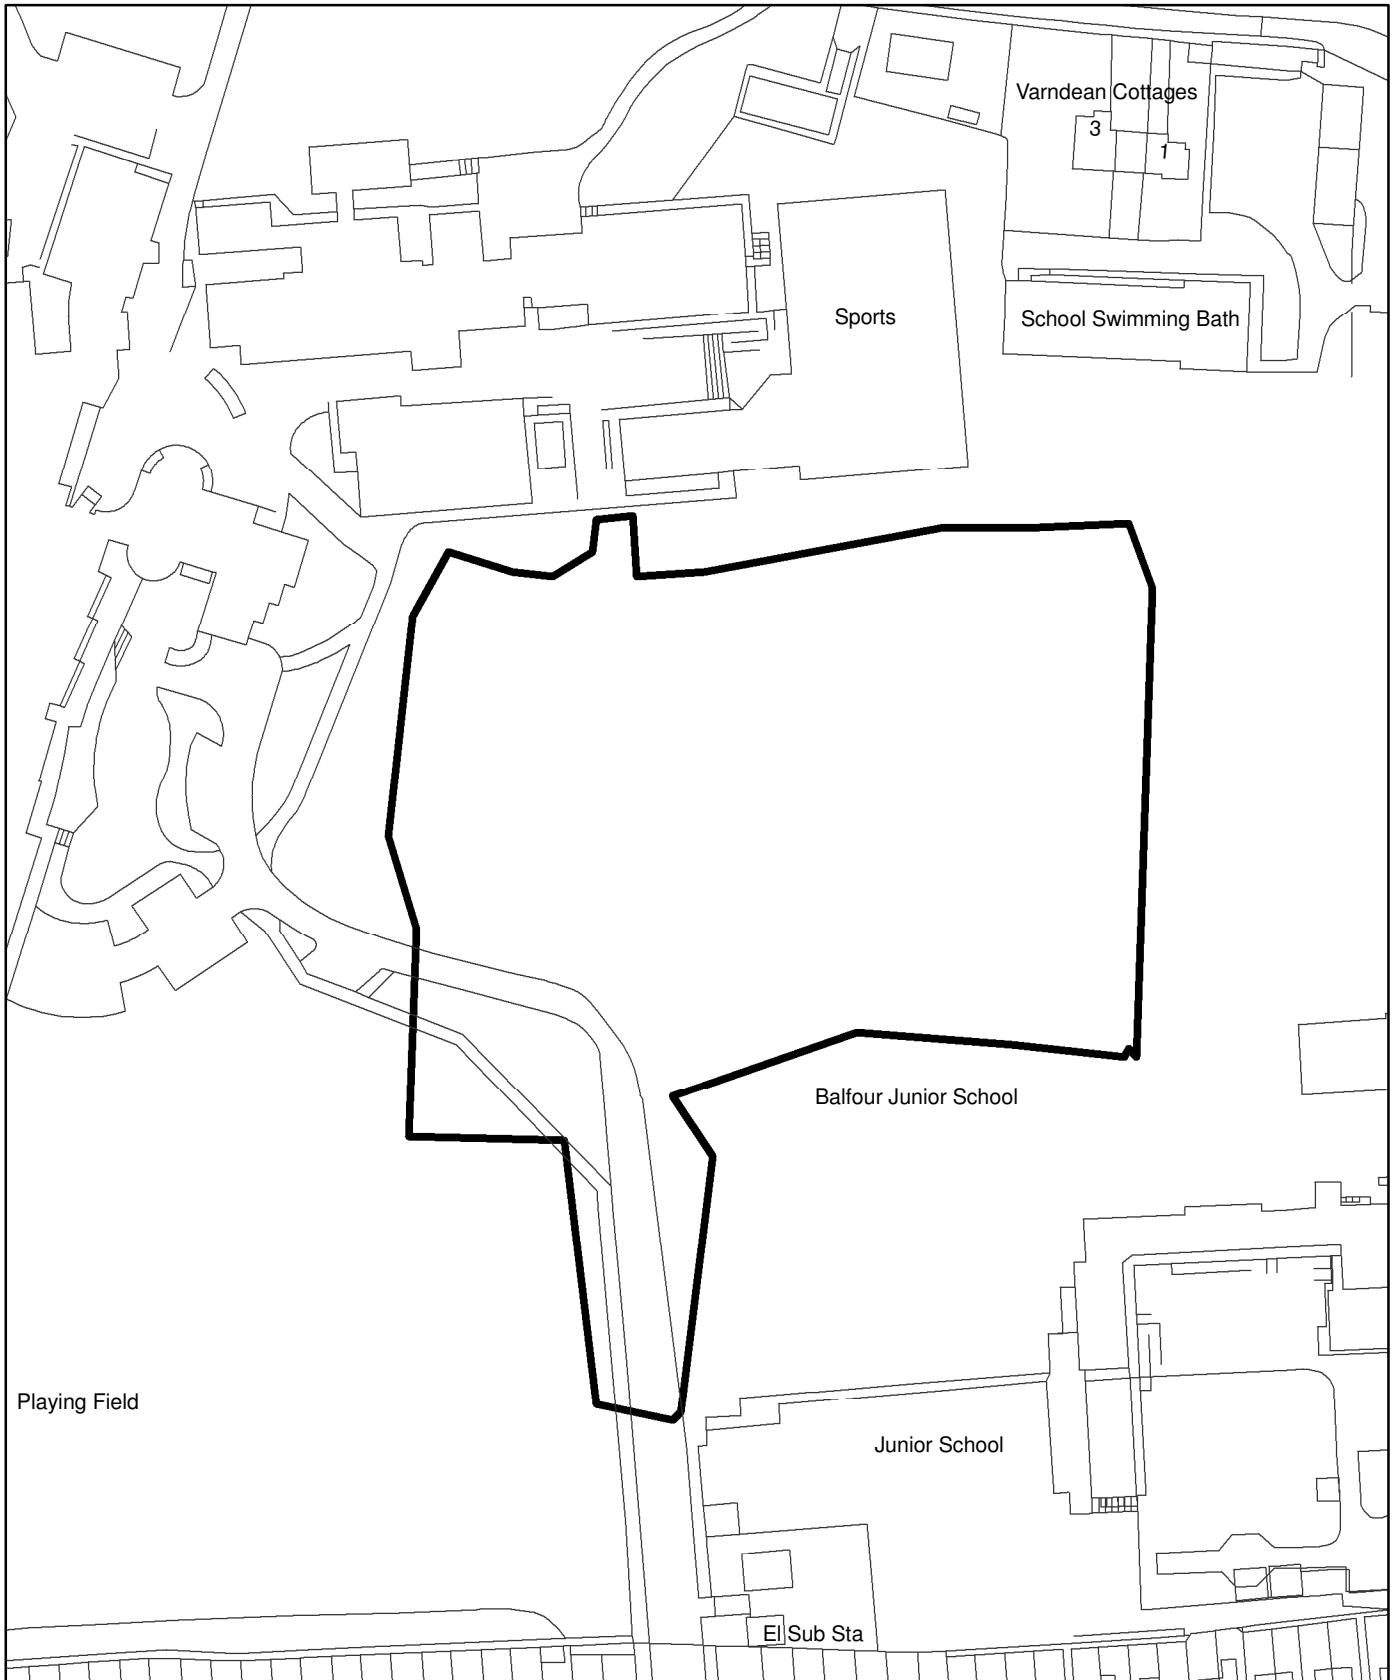 Varndean Cottages
3
1
Sports
School Swimming Bath
Balfour Junior School
Playing Field
Junior School
El Sub Sta